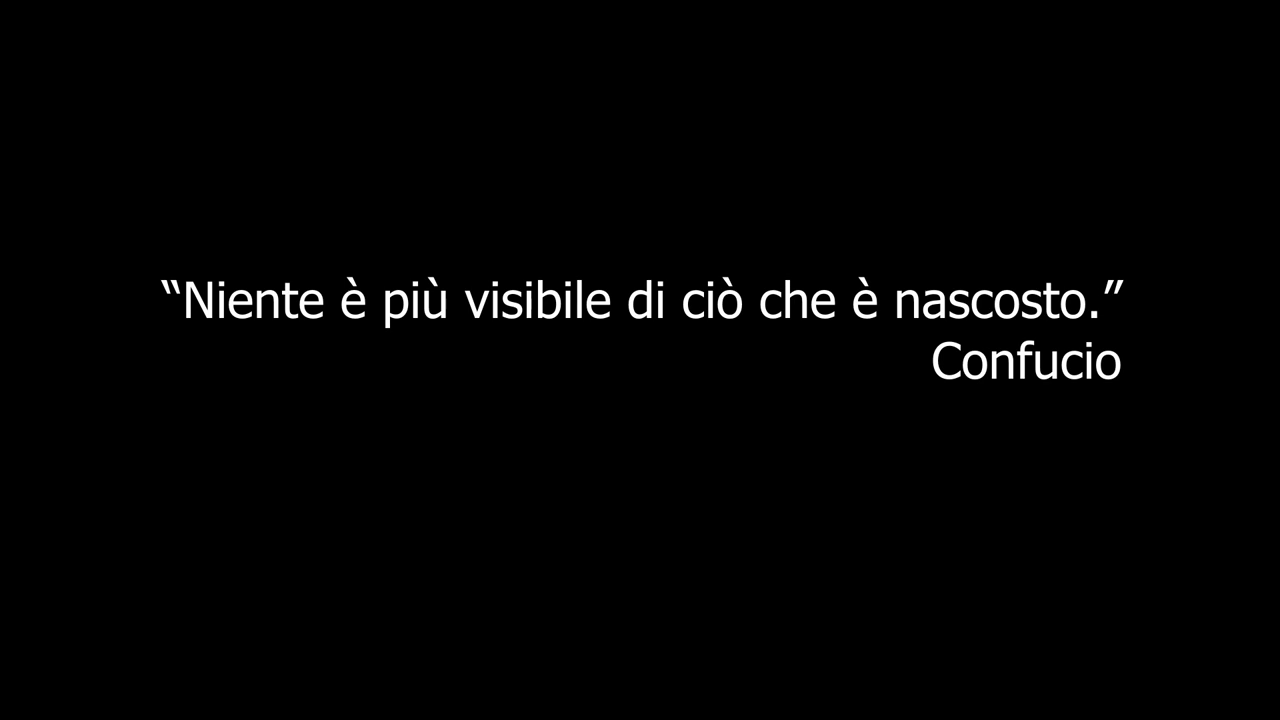 “Niente è più visibile di ciò che è nascosto.”
Confucio